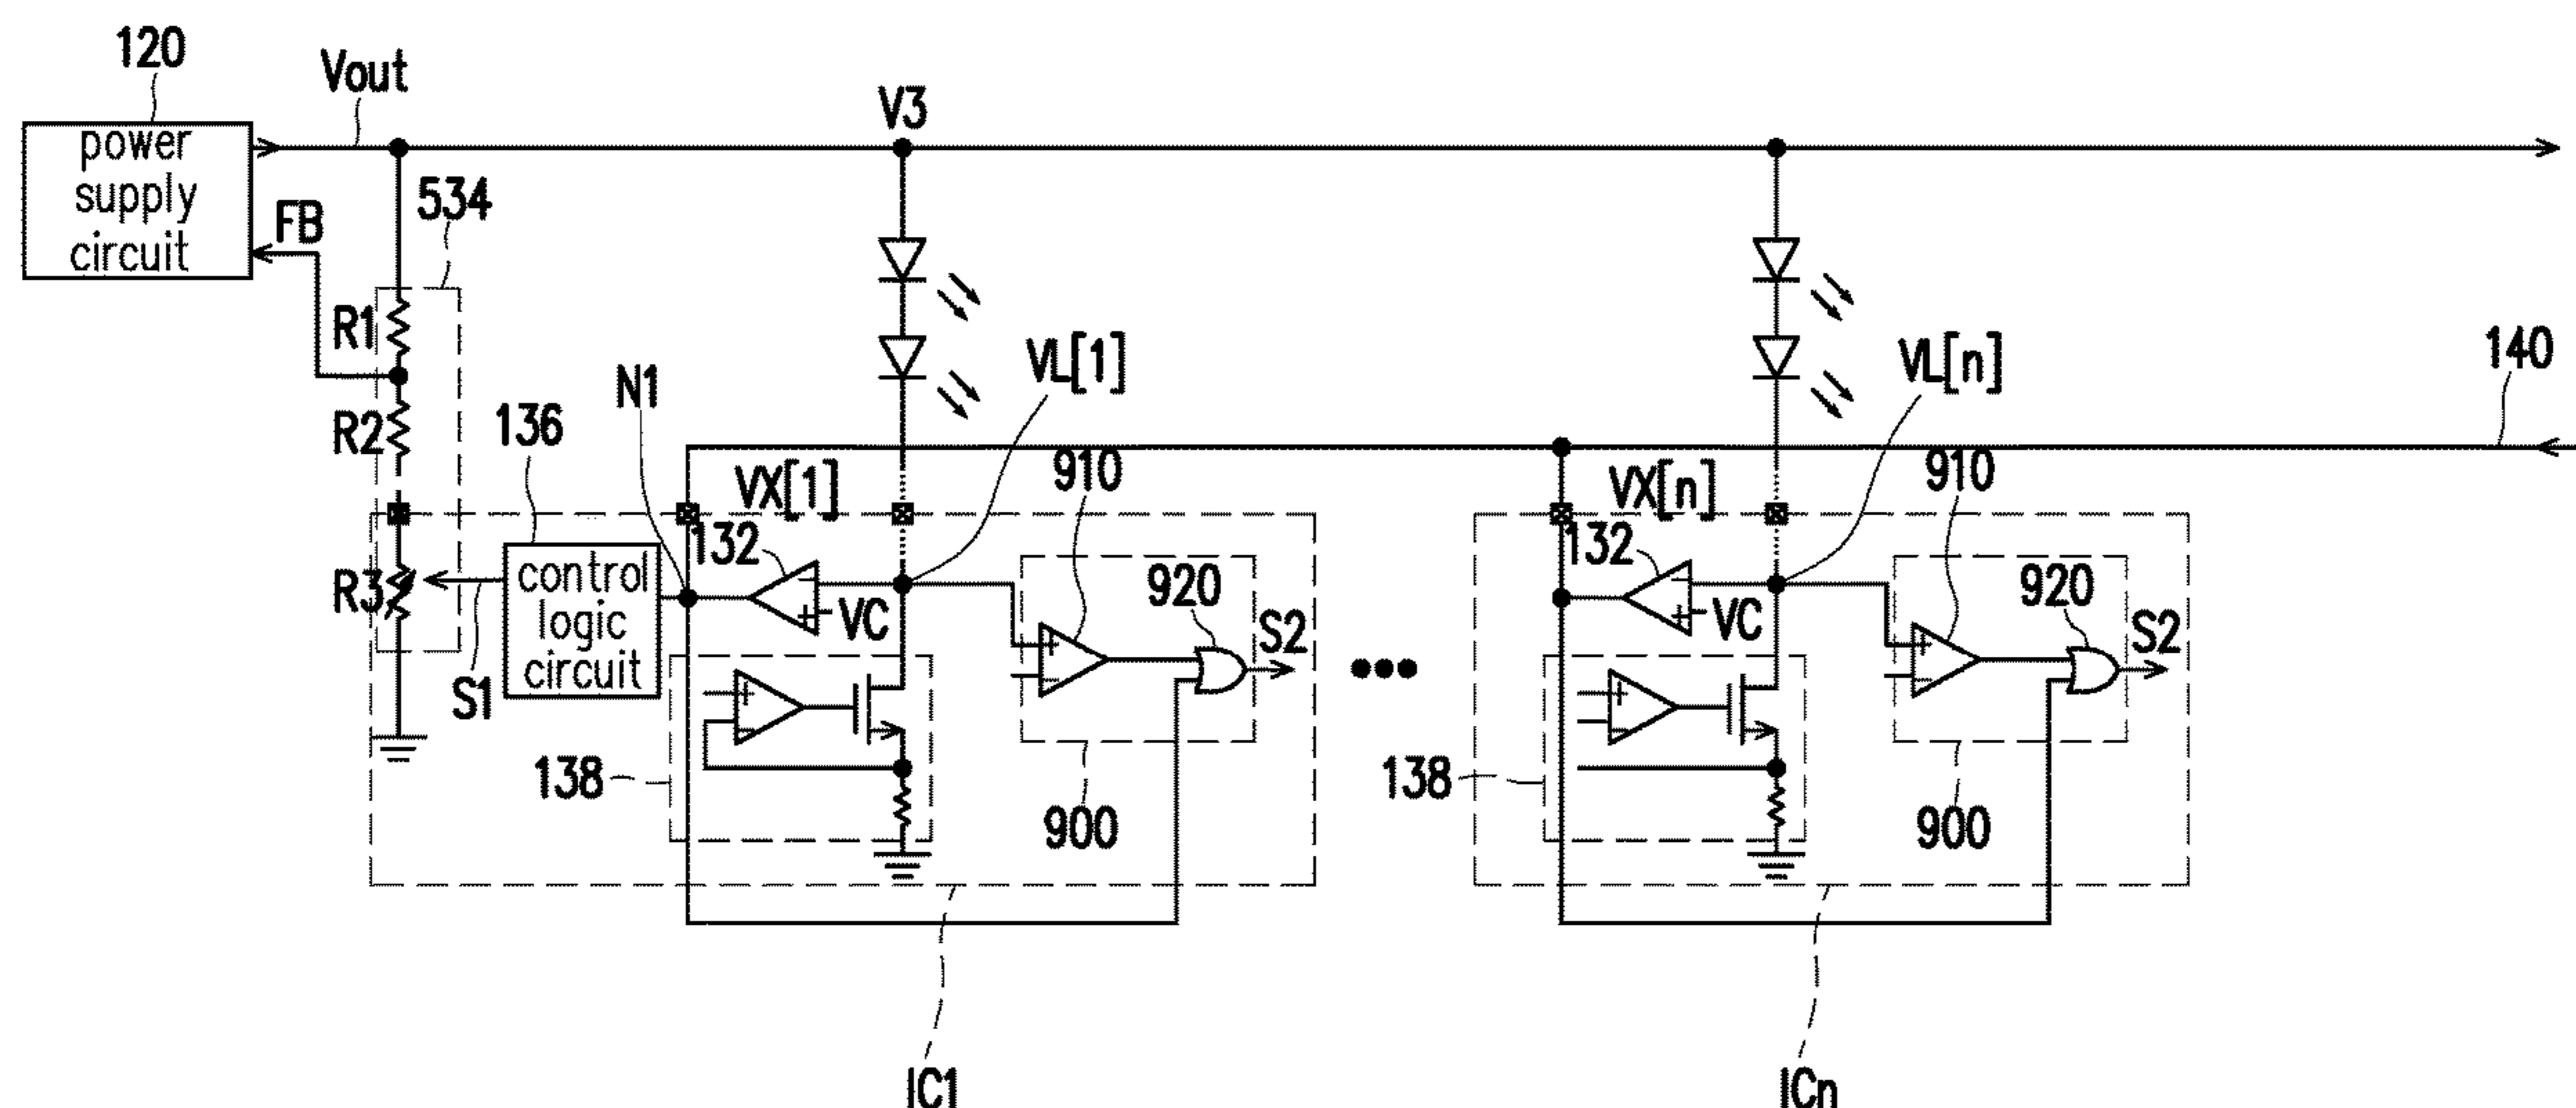 120
Vout
V3
power
supply
circuit
FB
534
R1
R2
R3
136
N1
VL[1]
VL[n]
140
VX[1]
910
VX[n]
910
132
132
control
logic
circuit
S1
VC
VC
920
S2
920
S2
+
-
+
-
+
-
+
-
+
-
+
-
138
900
138
900
IC1
ICn